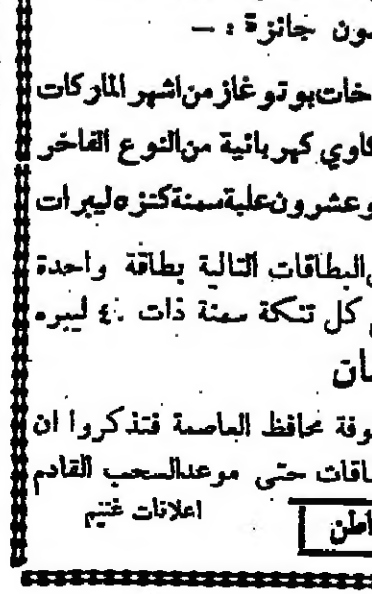 ون جائزة : —
خات بوتوغاز من اشهر الماركات
كاوي كهربائية من النوع الفاخر
وعشرون علبة سمنة كنزه ليبرات
البطاقات التالية بطاقة واحدة
كل تنكة سمنة ذات ٤٠ ليبره
ان
وفة محافظ العاصمة فتذكروا ان
اقات حتى موعد السحب القادم
اعلانات غنيم
اطن